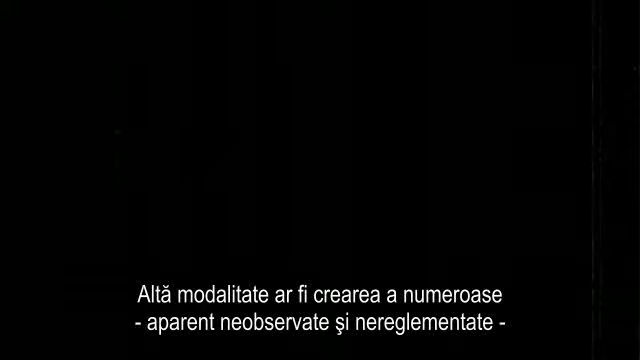 Altă modalitate ar fi crearea a numeroase
- aparent neobservate şi nereglementate -